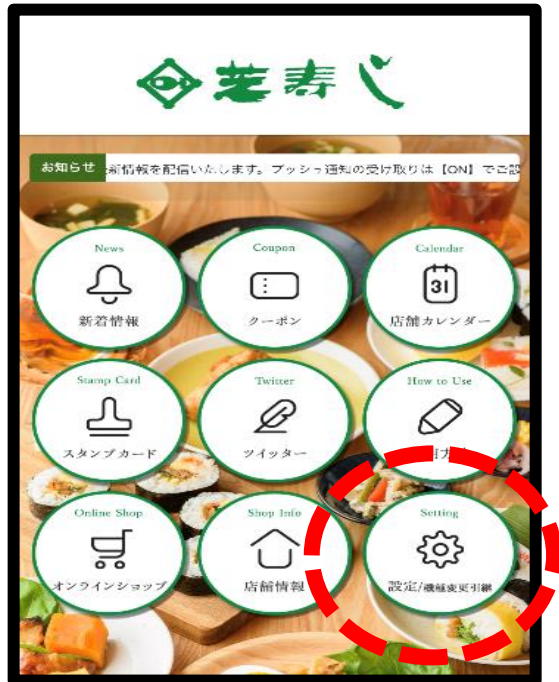 芝寿し
お知らせ 新情報を配信いたします。プッシュ通知の受け取りは【ON】でご設
News
新着情報
Coupon
クーポン
Calendar
31
店舗カレンダー
Stamp Card
スタンプカード
Twitter
ツイッター
How to Use
Online Shop
オンラインショップ
Shop Info
店舗情報
Setting
設定/機種変更引継